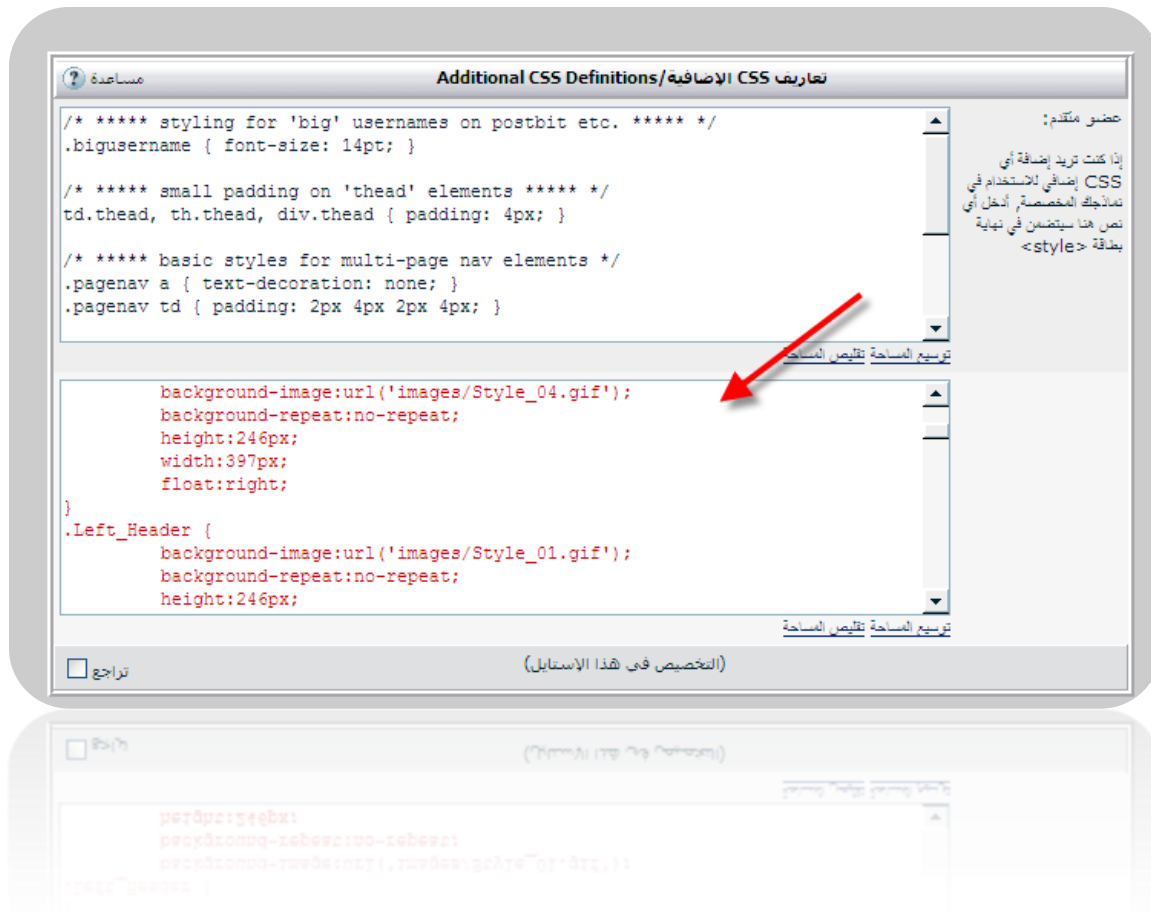 تعاريف CSS الإضافية/Additional CSS Definitions
مساعدة
عضو متقدم:
إذا كنت تريد إضافة أي
CSS إضافي للاستخدام في
نماذجك المخصصة, أدخل أي
نص هنا سيتضمن في نهاية
بطاقة <style>
/* ***** styling for 'big' usernames on postbit etc. ***** */
.bigusername { font-size: 14pt; }
/* ***** small padding on 'thead' elements ***** */
td.thead, th.thead, div.thead { padding: 4px; }
/* ***** basic styles for multi-page nav elements */
.pagenav a { text-decoration: none; }
.pagenav td { padding: 2px 4px 2px 4px; }
توسيع المساحة تقليص المساحة
background-image:url('images/Style_04.gif');
background-repeat:no-repeat;
height:246px;
width:397px;
float:right;
}
.Left_Header {
background-image:url('images/Style_01.gif');
background-repeat:no-repeat;
height:246px;
توسيع المساحة تقليص المساحة
(التخصيص في هذا الإستايل)
تراجع